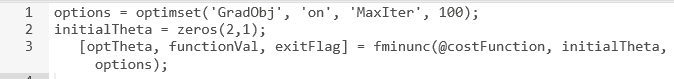 1 options = optimset('GradObj', 'on', 'MaxIter', 100);
2 initialTheta = zeros(2,1);
3 [optTheta, functionVal, exitFlag] = fminunc(@costFunction, initialTheta,
options);